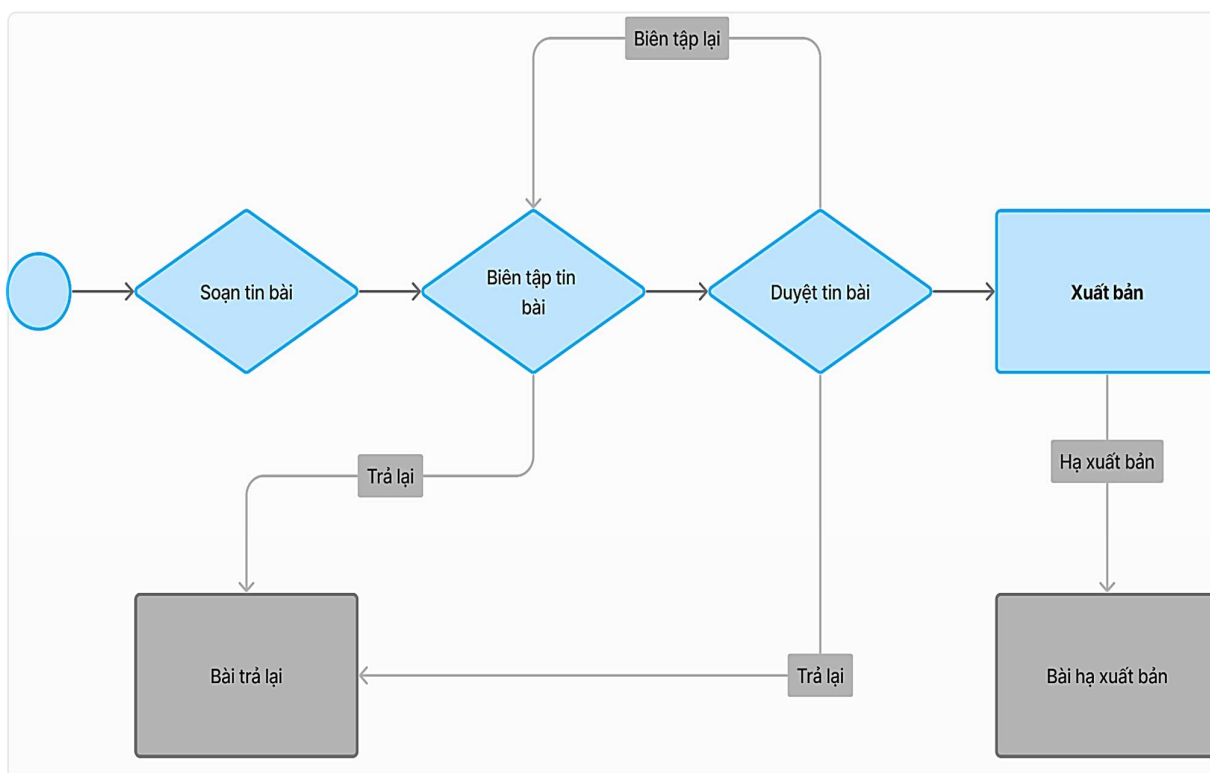 Biên tập lại
Soạn tin bài
Biên tập tin
bài
Duyệt tin bài
Xuất bản
Trả lại
Hạ xuất bản
Bài trả lại
Trả lại
Bài hạ xuất bản